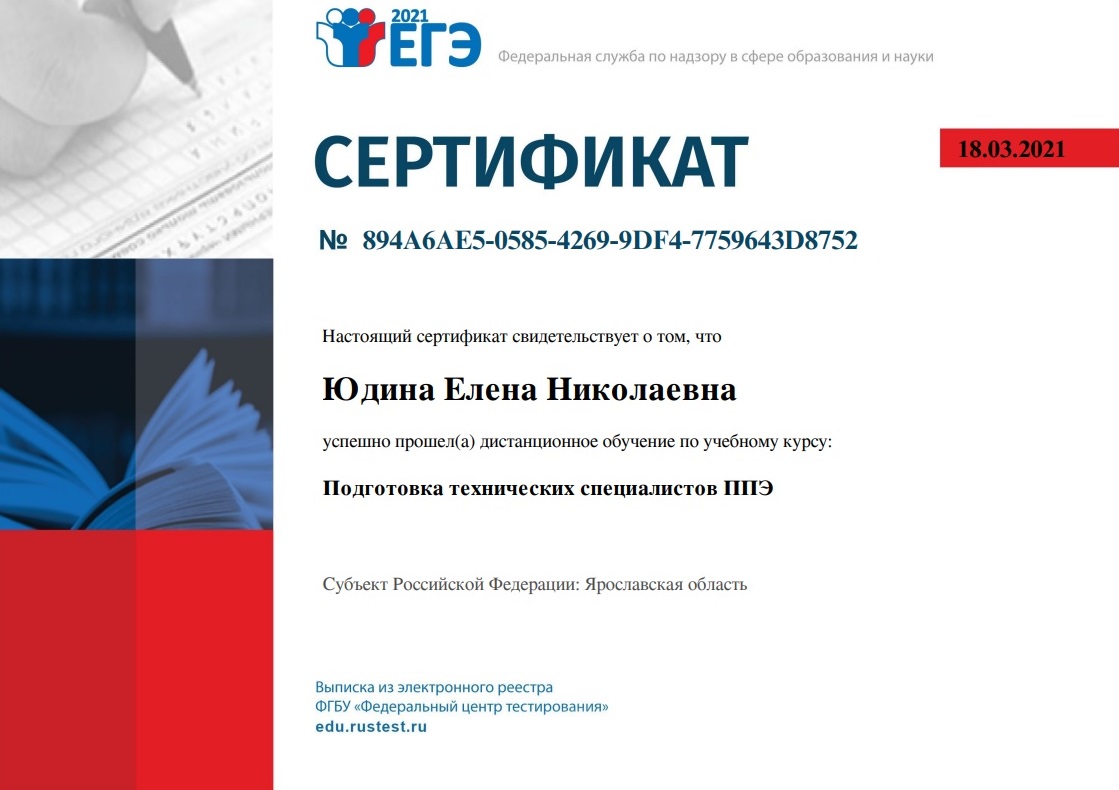 2021
ЕГЭ
Федеральная служба по надзору в сфере образования и науки
СЕРТИФИКАТ
18.03.2021
№ 894A6AE5-0585-4269-9DF4-7759643D8752
Настоящий сертификат свидетельствует о том, что
Юдина Елена Николаевна
успешно прошел(а) дистанционное обучение по учебному курсу:
Подготовка технических специалистов ППЭ
Субъект Российской Федерации: Ярославская область
Выписка из электронного реестра
ФГБУ «Федеральный центр тестирования»
edu.rustest.ru